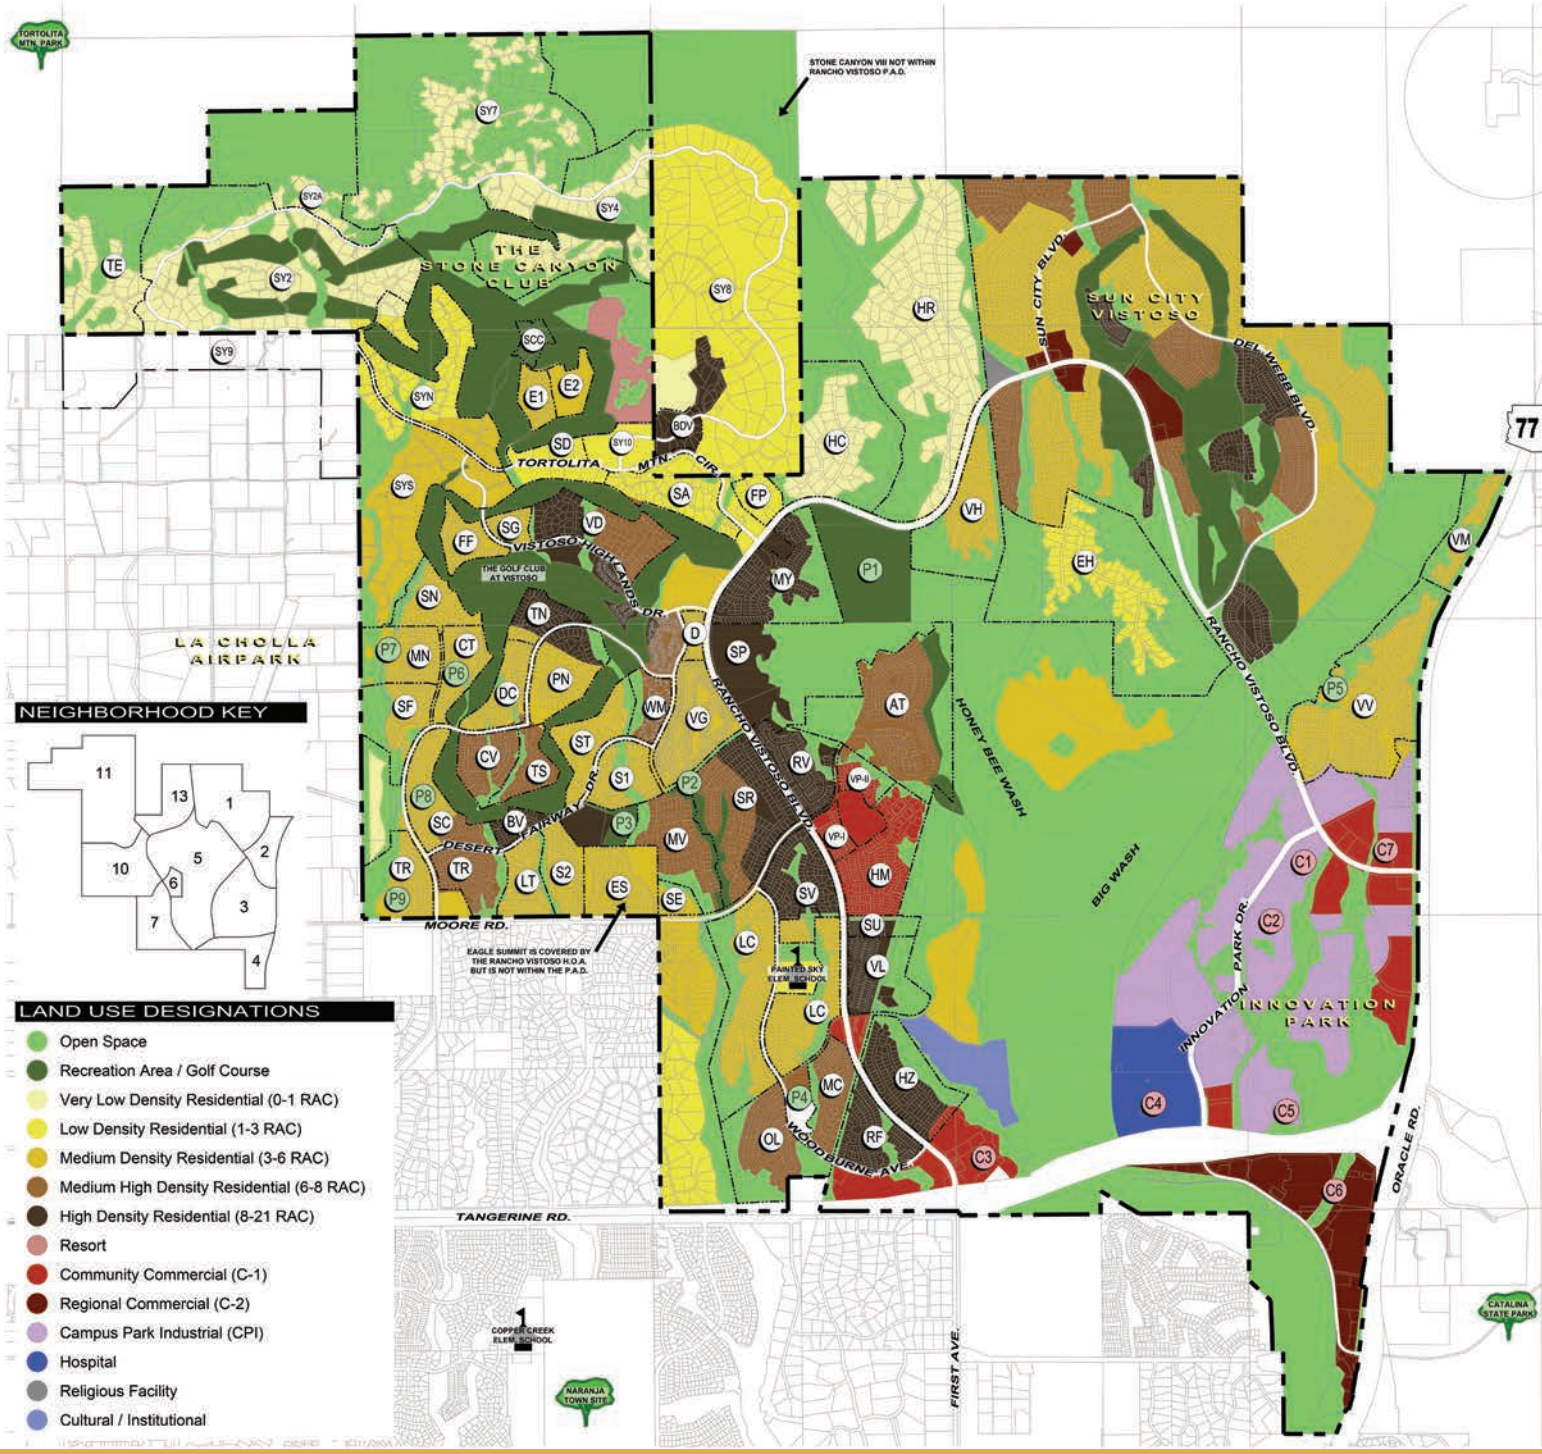 TORTOLITA
MTN. PARK
STONE CANYON VIII NOT WITHIN
RANCHO VISTOSO P.A.D.
SY7
SY2A
SY4
TE
SY2
THE
STONE CANYON
CLUB
SY8
HR
SUN CITY BLVD.
SUN CITY
VISTOSO
DEL WEBB BLVD.
SY9
SCC
E1
E2
SYN
BDV
SD
SY10
HC
77
TORTOLITA MTN. CIR.
SYS
SA
FP
VH
FF
SG
VD
VISTOSO HIGHLANDS DR.
THE GOLF CLUB
AT VISTOSO
MY
P1
EH
VM
SN
TN
D
SP
RANCHO VISTOSO BLVD.
LA CHOLLA
AIRPARK
P7
MN
CT
P6
DC
PN
SF
WM
VG
RANCHO VISTOSO BLVD.
AT
HONEY BEE WASH
P5
VV
NEIGHBORHOOD KEY
11
13
1
5
2
10
6
3
7
4
CV
TS
ST
S1
P2
RV
VP-II
P8
SC
BV
DESERT FAIRWAY DR.
P3
MV
SR
VP-I
TR
TR
LT
S2
ES
SE
SV
HM
P9
MOORE RD.
BIG WASH
C1
C7
C2
INNOVATION PARK DR.
INNOVATION
PARK
EAGLE SUMMIT IS COVERED BY
THE RANCHO VISTOSO H.O.A.
BUT IS NOT WITHIN THE P.A.D.
LC
1
PAINTED SKY
ELEM. SCHOOL
SU
VL
LC
MC
HZ
P4
OL
RF
WOODBURNE AVE.
C3
C4
C5
C6
ORACLE RD.
LAND USE DESIGNATIONS
Open Space
Recreation Area / Golf Course
Very Low Density Residential (0-1 RAC)
Low Density Residential (1-3 RAC)
Medium Density Residential (3-6 RAC)
Medium High Density Residential (6-8 RAC)
High Density Residential (8-21 RAC)
Resort
Community Commercial (C-1)
Regional Commercial (C-2)
Campus Park Industrial (CPI)
Hospital
Religious Facility
Cultural / Institutional
TANGERINE RD.
1
COPPER CREEK
ELEM. SCHOOL
NARANJA
TOWN SITE
FIRST AVE.
CATALINA
STATE PARK